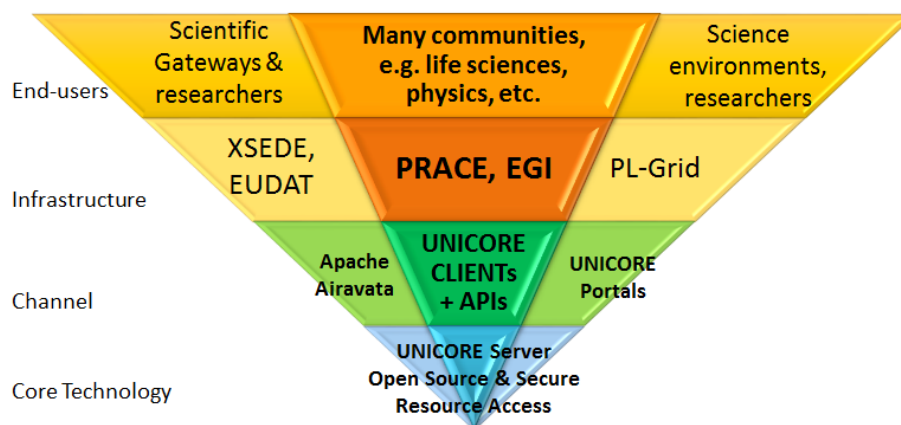 End-users
Scientific
Gateways &
researchers
Many communities,
e.g. life sciences,
physics, etc.
Science
environments,
researchers
Infrastructure
XSEDE,
EUDAT
PRACE, EGI
PL-Grid
Channel
Apache
Airavata
UNICORE
CLIENTs
+ APIs
UNICORE
Portals
Core Technology
UNICORE Server
Open Source & Secure
Resource Access